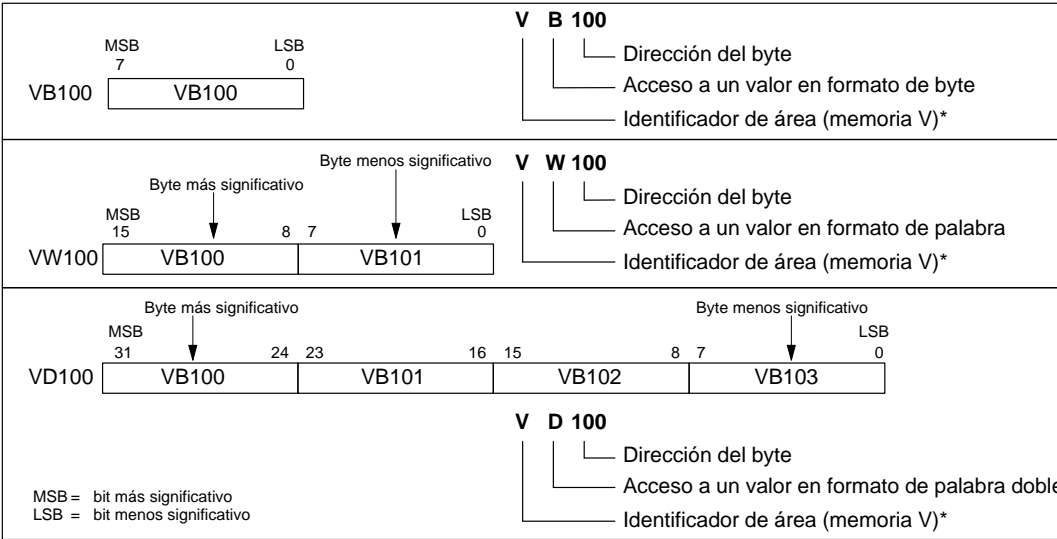 V B 100
MSB LSB
7 0
Dirección del byte
VB100 VB100
Acceso a un valor en formato de byte
Identificador de área (memoria V)*
Byte menos significativo
V W 100
Byte más significativo
Dirección del byte
MSB LSB
15 8 7 0
Acceso a un valor en formato de palabra
VW100 VB100 VB101
Identificador de área (memoria V)*
Byte más significativo Byte menos significativo
MSB LSB
31 24 23 16 15 8 7 0
VD100 VB100 VB101 VB102 VB103
V D 100
Dirección del byte
Acceso a un valor en formato de palabra doble
MSB = bit más significativo
LSB = bit menos significativo
Identificador de área (memoria V)*